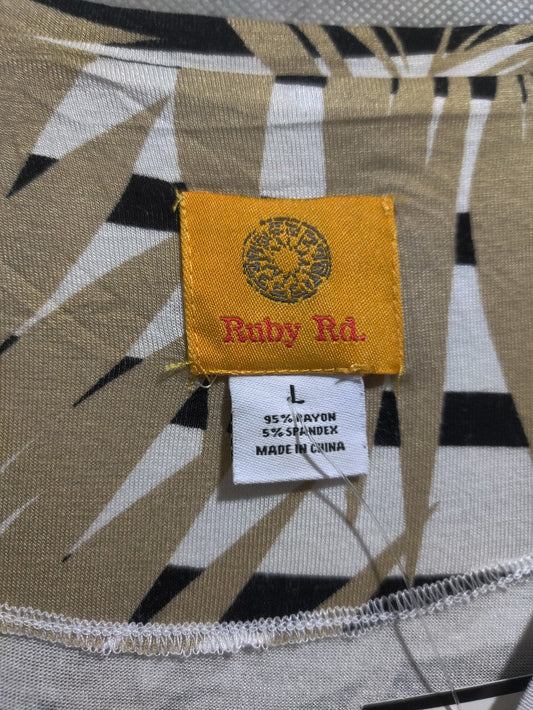 Ruby Rd.
L
95% RAYON
5% SPANDEX
MADE IN CHINA